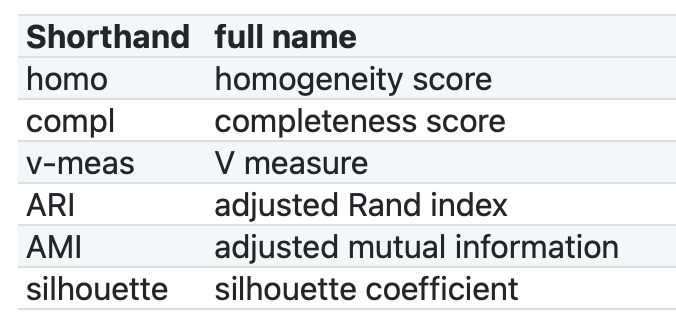 Shorthand full name
homo homogeneity score
compl completeness score
v-meas V measure
ARI adjusted Rand index
AMI adjusted mutual information
silhouette silhouette coefficient